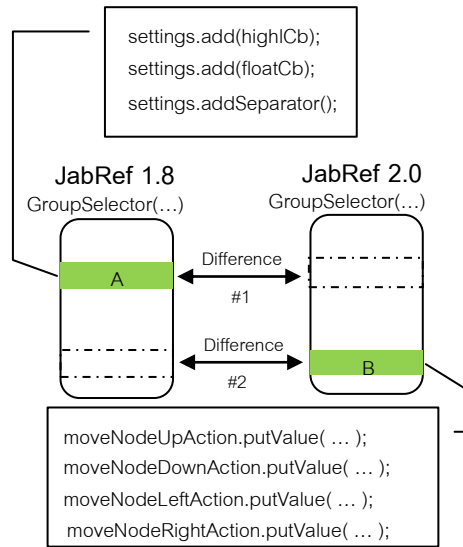 settings.add(highlCb);
settings.add(floatCb);
settings.addSeparator();
JabRef 1.8
JabRef 2.0
GroupSelector(…)
GroupSelector(…)
A
Difference
#1
Difference
#2
B
moveNodeUpAction.putValue( … );
moveNodeDownAction.putValue( … );
moveNodeLeftAction.putValue( … );
moveNodeRightAction.putValue( … );